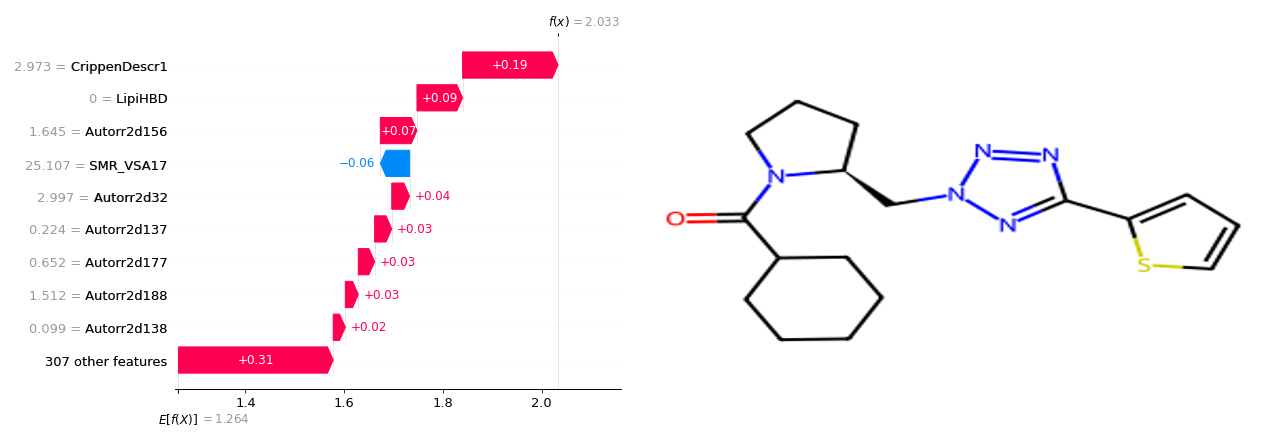 f(x) = 2.033
2.973 = CrippenDescr1
+0.19
0 = LipiHBD
+0.09
1.645 = Autorr2d156
+0.07
25.107 = SMR_VSA17
−0.06
2.997 = Autorr2d32
+0.04
0.224 = Autorr2d137
+0.03
0.652 = Autorr2d177
+0.03
1.512 = Autorr2d188
+0.03
0.099 = Autorr2d138
+0.02
307 other features
+0.31
1.4 1.6 1.8 2.0
E[f(X)] = 1.264
N N
N N
N
O
S